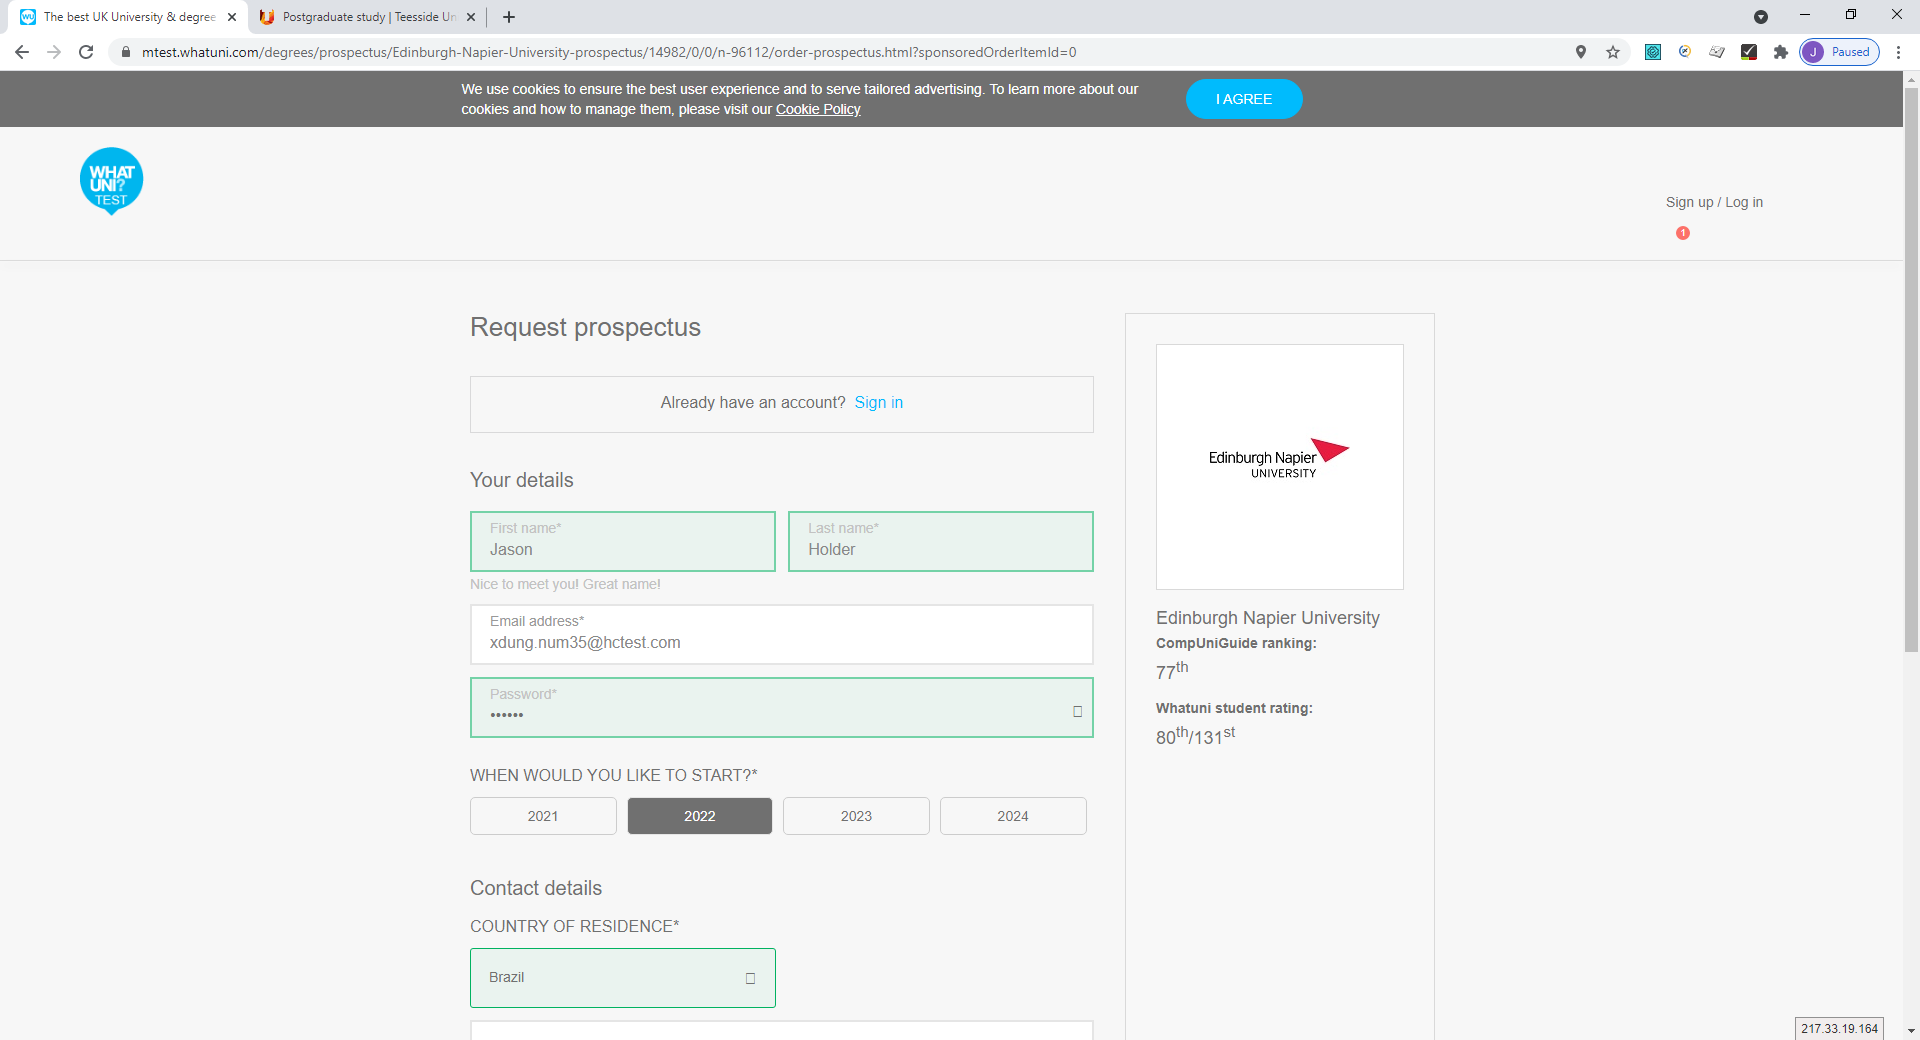 The best UK University & degree
Postgraduate study | Teesside Un
mtest.whatuni.com/degrees/prospectus/Edinburgh-Napier-University-prospectus/14982/0/0/n-96112/order-prospectus.html?sponsoredOrderItemId=0
J Paused
We use cookies to ensure the best user experience and to serve tailored advertising. To learn more about our
cookies and how to manage them, please visit our Cookie Policy
I AGREE
WHAT
UNI?
TEST
Sign up / Log in
1
Request prospectus
Already have an account? Sign in
Your details
First name*
Jason
Last name*
Holder
Nice to meet you! Great name!
Email address*
xdung.num35@hctest.com
Password*
••••••
WHEN WOULD YOU LIKE TO START?*
2021 2022 2023 2024
Contact details
COUNTRY OF RESIDENCE*
Brazil
Edinburgh Napier
UNIVERSITY
Edinburgh Napier University
CompUniGuide ranking:
77th
Whatuni student rating:
80th/131st
217.33.19.164